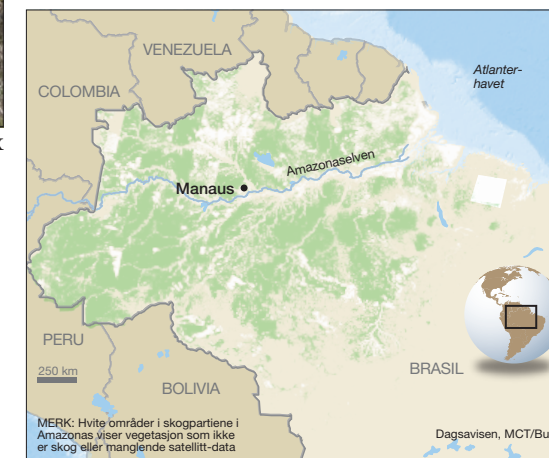 VENEZUELA
COLOMBIA
Atlanter-
havet
Amazonaselven
Manaus
PERU
250 km
BOLIVIA
BRASIL
MERK: Hvite områder i skogpartiene i
Amazonas viser vegetasjon som ikke
er skog eller manglende satellitt-data
Dagsavisen, MCT/Bu